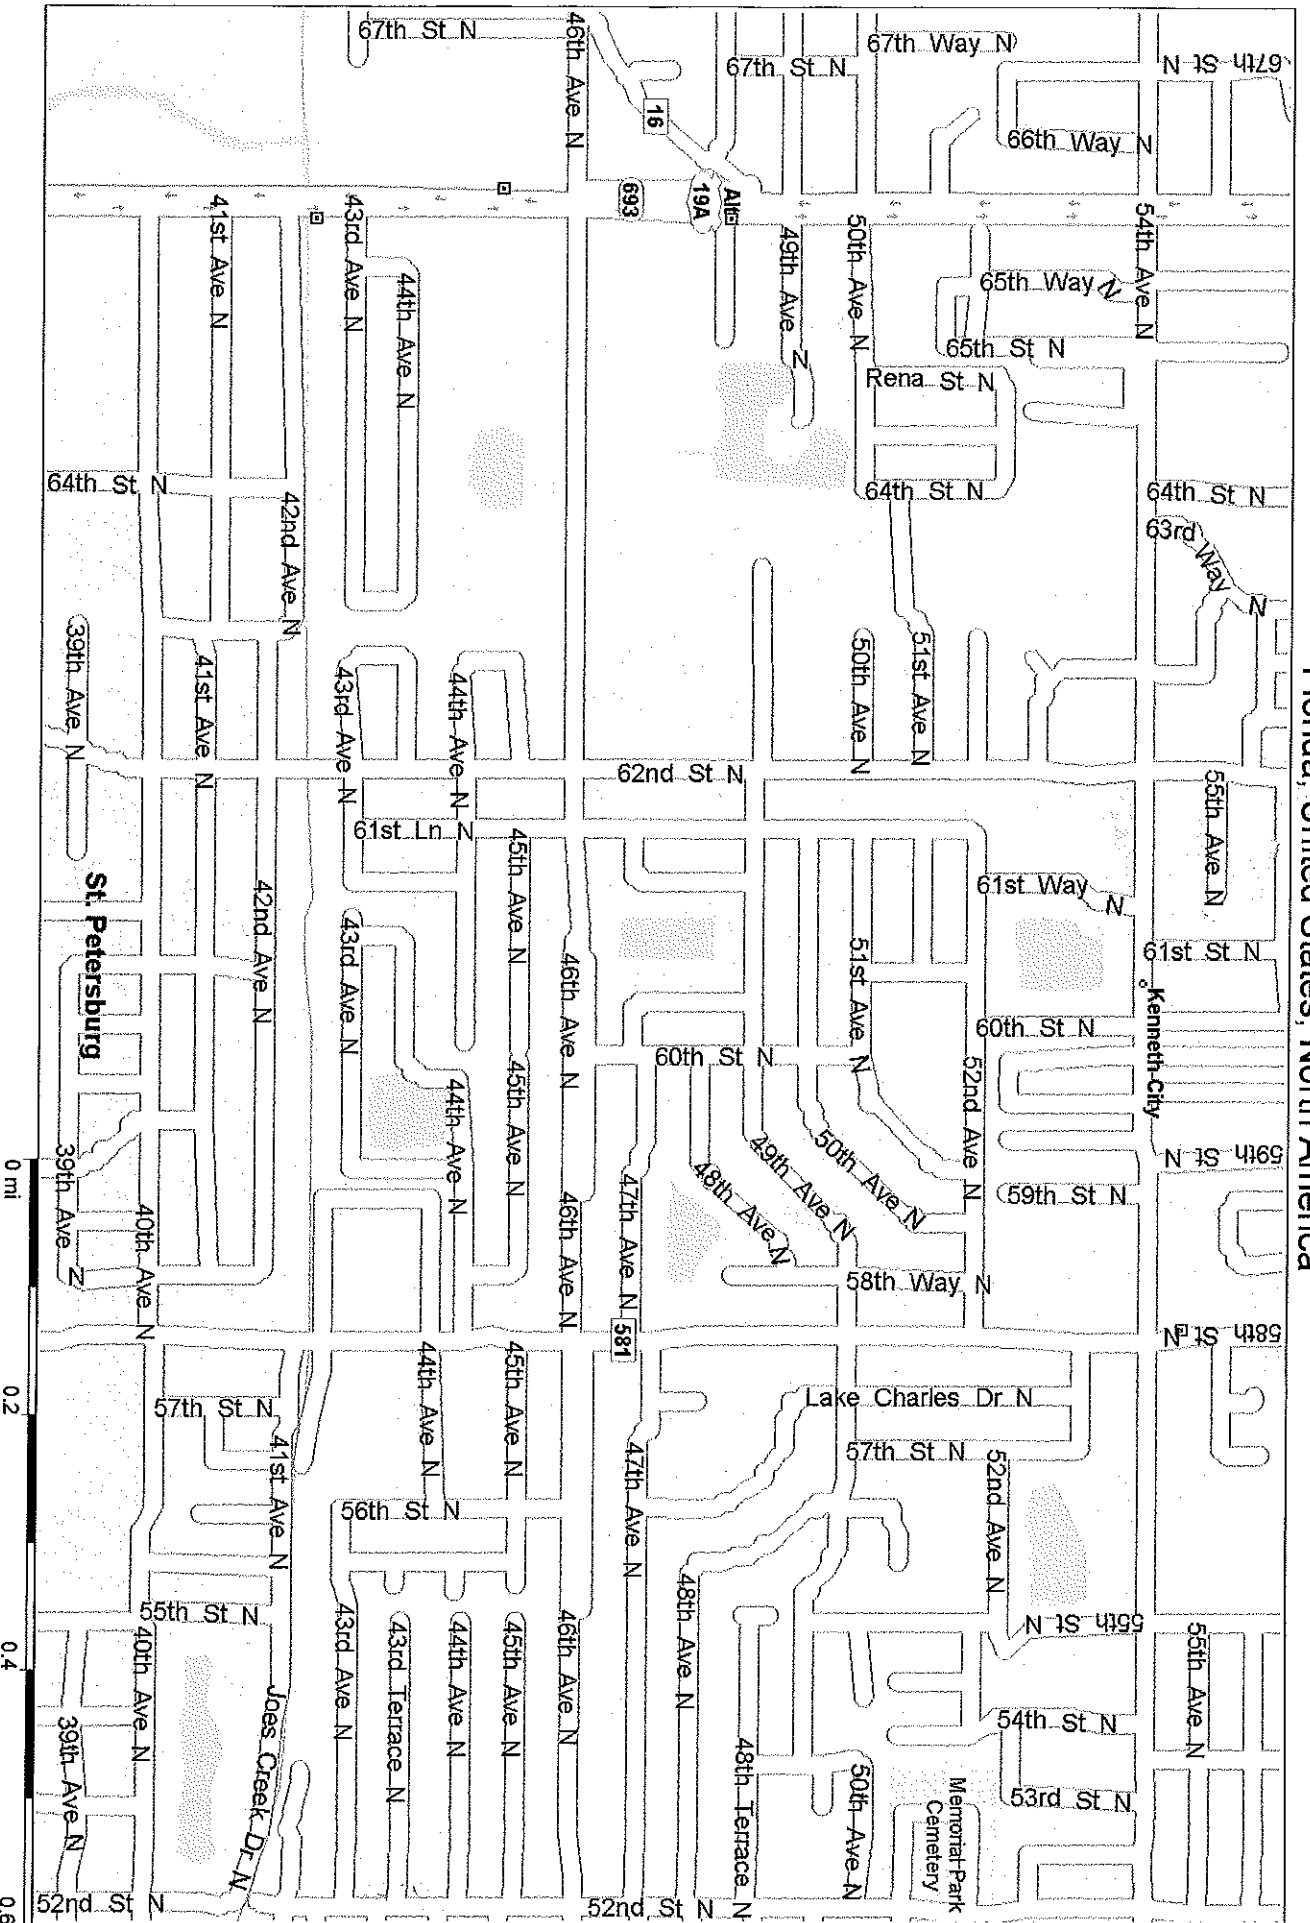 Florida, United States, North America
67th St N
46th Ave N
67th Way N
67th St N
67th St N
16
66th Way N
693
19A
Alt
41st Ave N
43rd Ave N
44th Ave N
49th Ave N
50th Ave N
54th Ave N
65th Way N
65th St N
Rena St N
64th St N
42nd Ave N
64th St N
64th St N
63rd Way N
39th Ave N
41st Ave N
43rd Ave N
44th Ave N
50th Ave N
51st Ave N
62nd St N
55th Ave N
61st Ln N
45th Ave N
61st Way N
St. Petersburg
42nd Ave N
43rd Ave N
46th Ave N
51st Ave N
61st St N
Kenneth City
60th St N
60th St N
52nd Ave N
45th Ave N
44th Ave N
39th Ave N
40th Ave N
46th Ave N
47th Ave N
48th Ave N
49th Ave N
50th Ave N
59th St N
59th St N
58th Way N
581
58th St N
44th Ave N
45th Ave N
57th St N
41st Ave N
47th Ave N
Lake Charles Dr N
57th St N
52nd Ave N
56th St N
55th St N
43rd Ave N
43rd Terrace N
44th Ave N
45th Ave N
46th Ave N
48th Ave N
55th St N
55th Ave N
40th Ave N
39th Ave N
Joes Creek Dr N
48th Terrace N
50th Ave N
54th St N
53rd St N
Memorial Park
Cemetery
52nd St N
52nd St N
0 mi
0.2
0.4
0.6